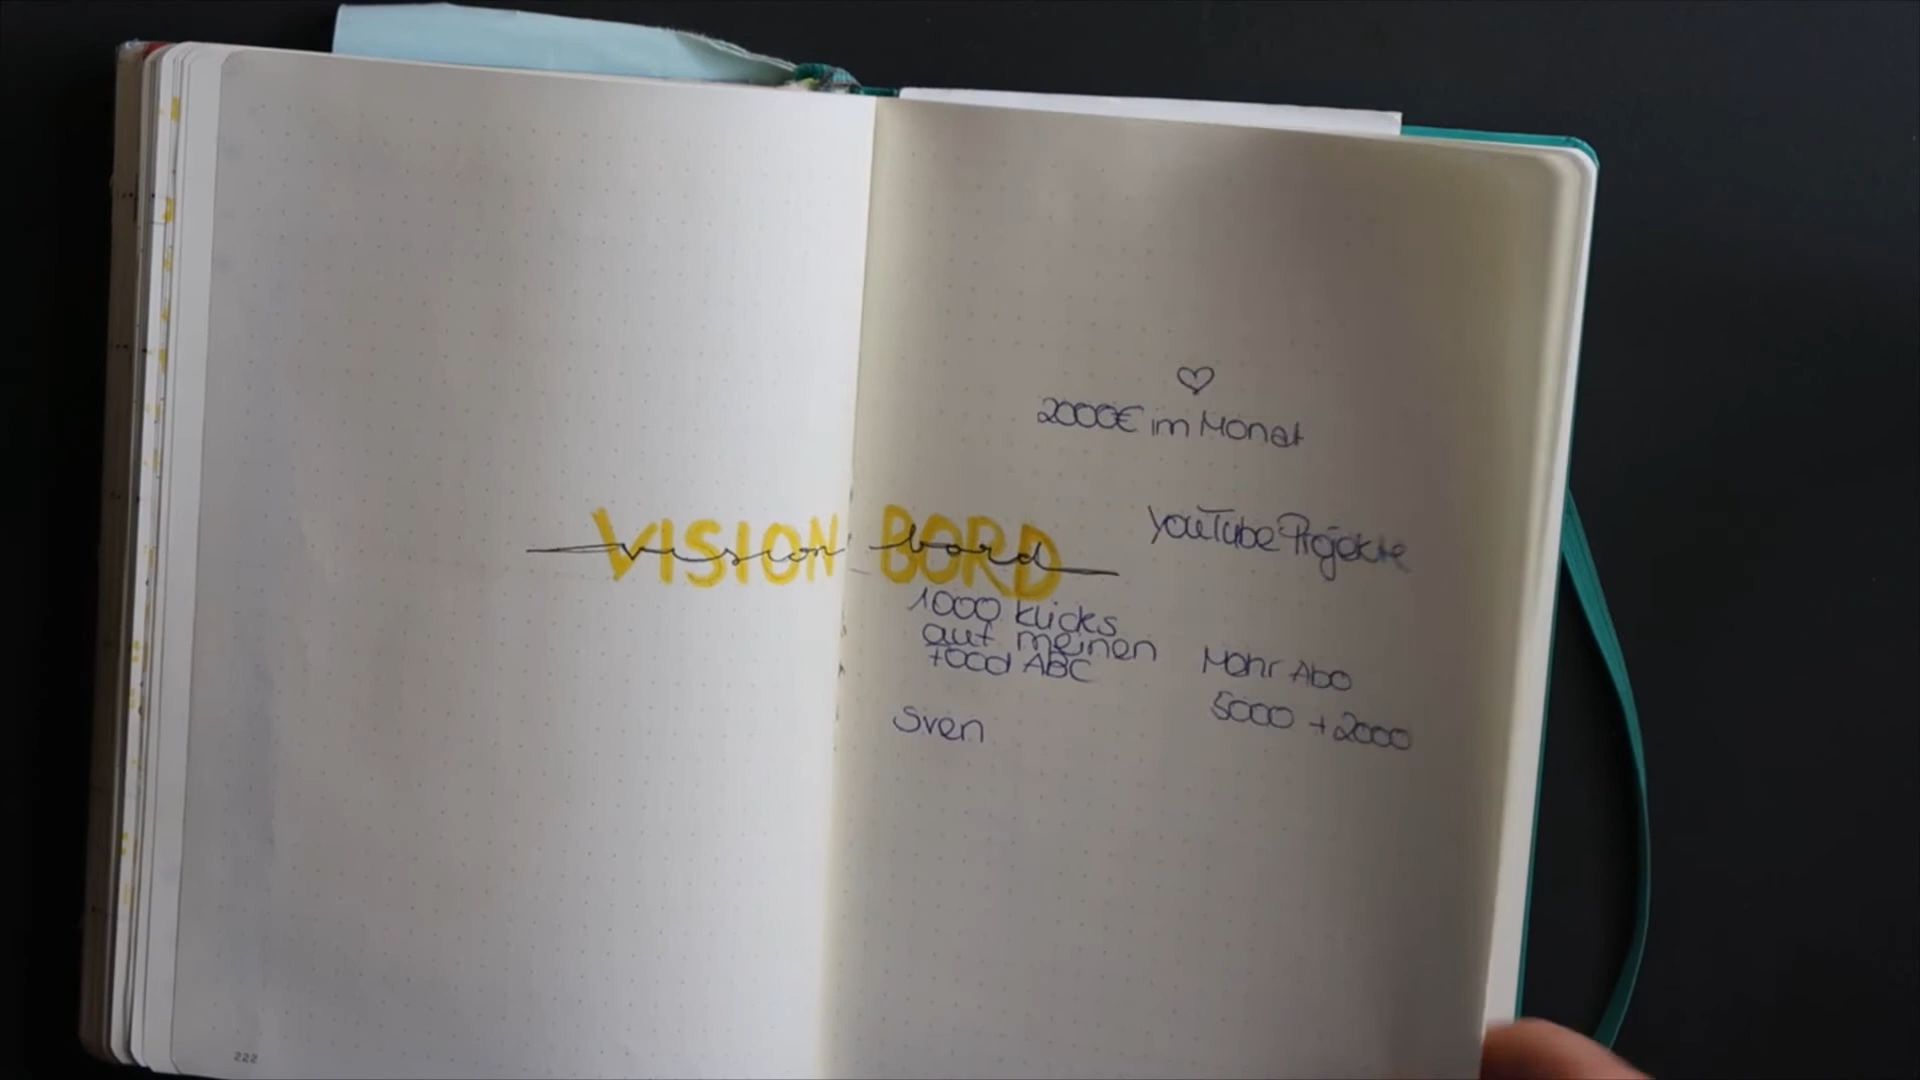 2000€ im Monat
VISION BORD
vision bord
YouTube Projekte
1000 klicks
auf meinen
food ABC
Mehr Abo
5000 + 2000
Sven
222